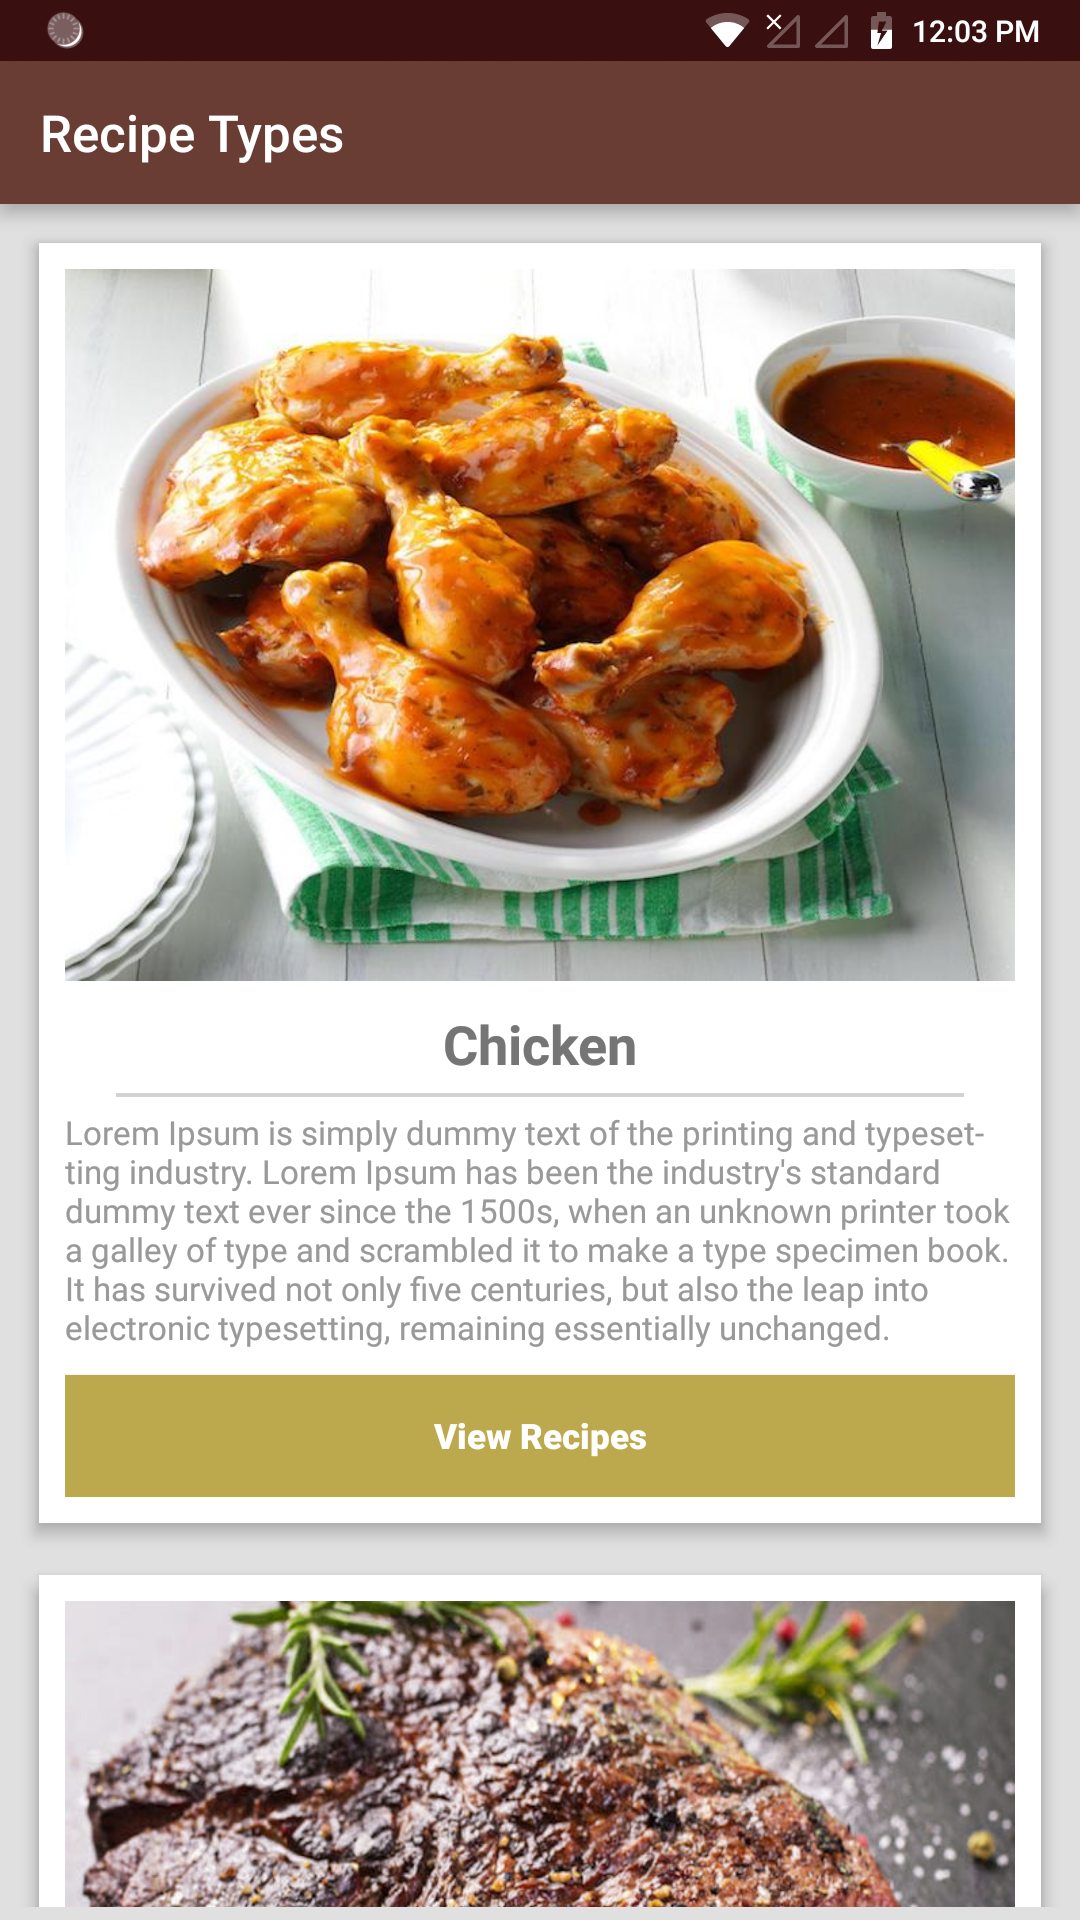 12:03 PM
Recipe Types
Chicken
Lorem Ipsum is simply dummy text of the printing and typeset-
ting industry. Lorem Ipsum has been the industry's standard
dummy text ever since the 1500s, when an unknown printer took
a galley of type and scrambled it to make a type specimen book.
It has survived not only five centuries, but also the leap into
electronic typesetting, remaining essentially unchanged.
View Recipes